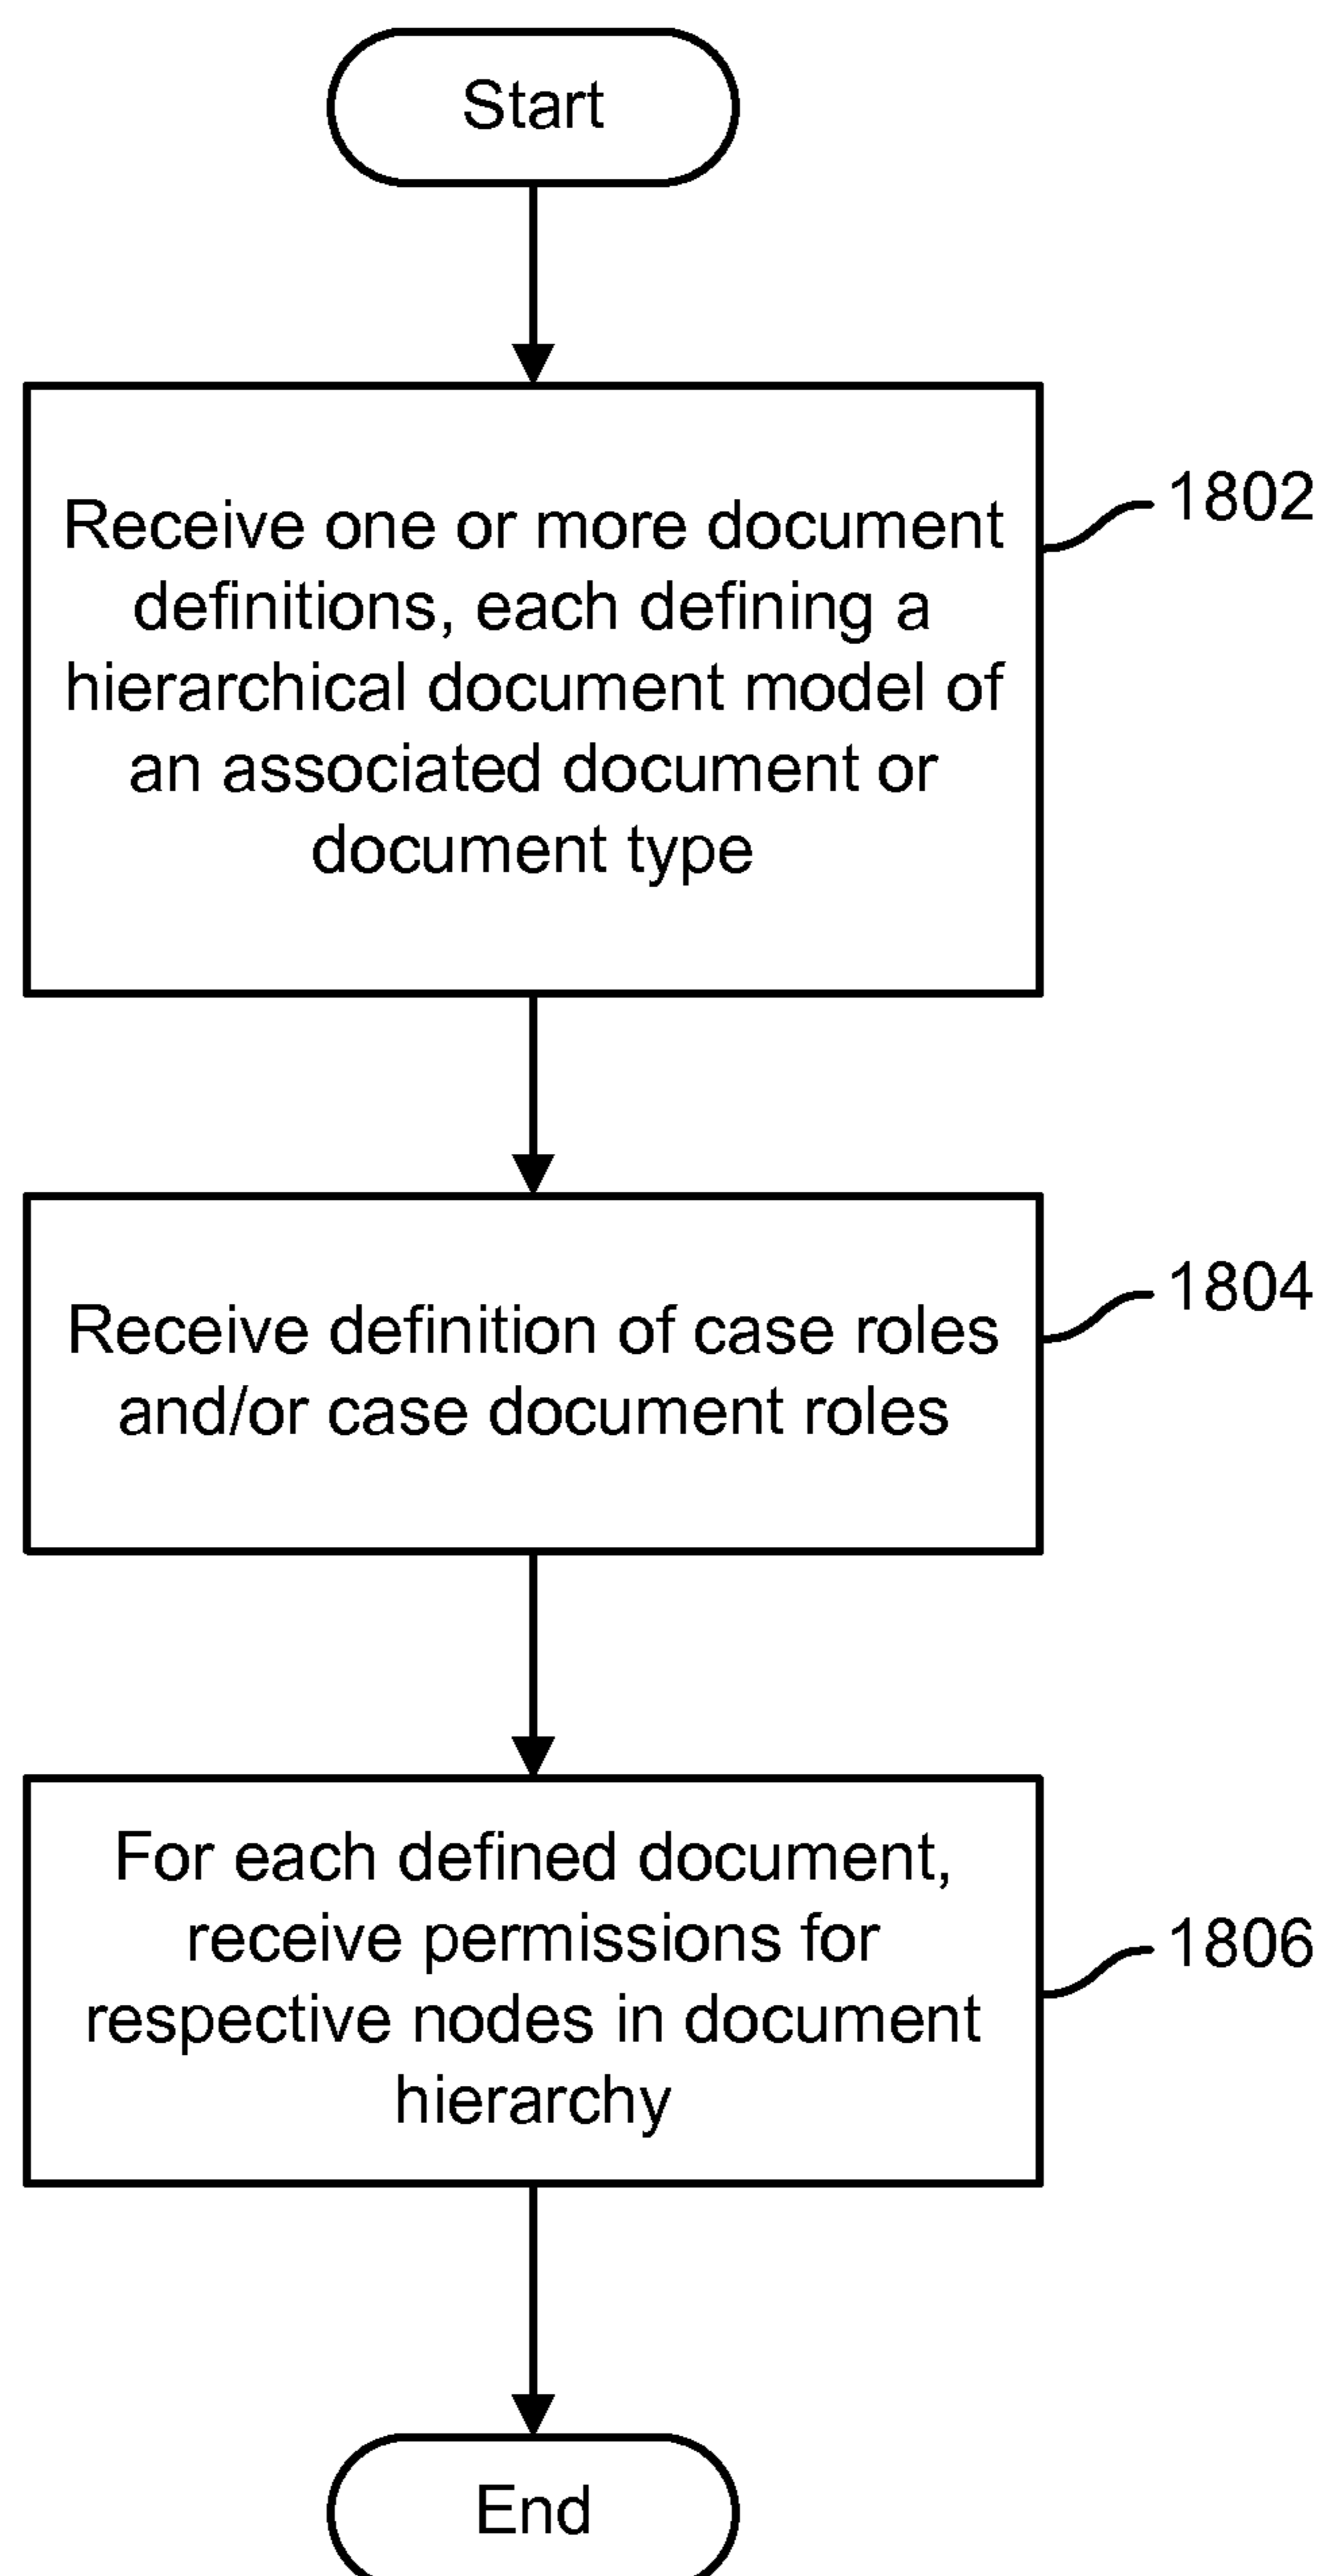 Start
Receive one or more document
definitions, each defining a
hierarchical document model of
an associated document or
document type
1802
Receive definition of case roles
and/or case document roles
1804
For each defined document,
receive permissions for
respective nodes in document
hierarchy
1806
End